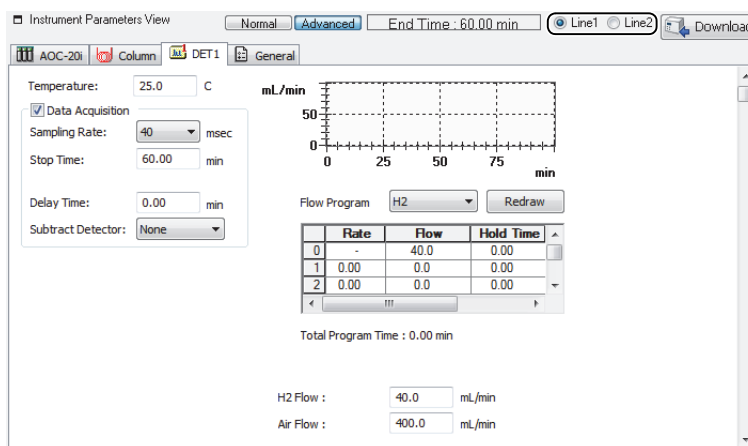 Instrument Parameters View Normal Advanced End Time : 60.00 min Line1 Line2 Download
AOC-20i Column DET1 General
Temperature: 25.0 C
Data Acquisition
Sampling Rate: 40 msec
Stop Time: 60.00 min
Delay Time: 0.00 min
Subtract Detector: None
mL/min
50
0
0 25 50 75
min
Flow Program H2 Redraw
Rate Flow Hold Time
0 - 40.0 0.00
1 0.00 0.0 0.00
2 0.00 0.0 0.00
Total Program Time : 0.00 min
H2 Flow : 40.0 mL/min
Air Flow : 400.0 mL/min